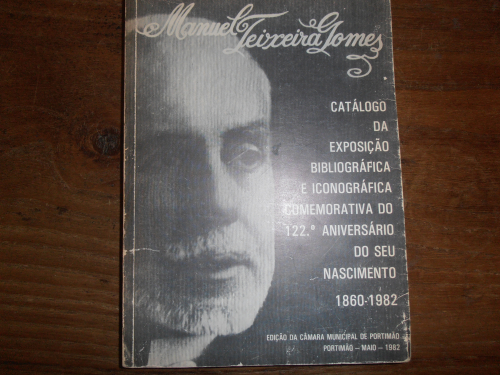 Manuel Teixeira Gomes
CATÁLOGO
DA
EXPOSIÇÃO
BIBLIOGRÁFICA
E ICONOGRÁFICA
COMEMORATIVA DO
122.º ANIVERSÁRIO
DO SEU
NASCIMENTO
1860-1982
EDIÇÃO DA CÂMARA MUNICIPAL DE PORTIMÃO
PORTIMÃO — MAIO — 1982